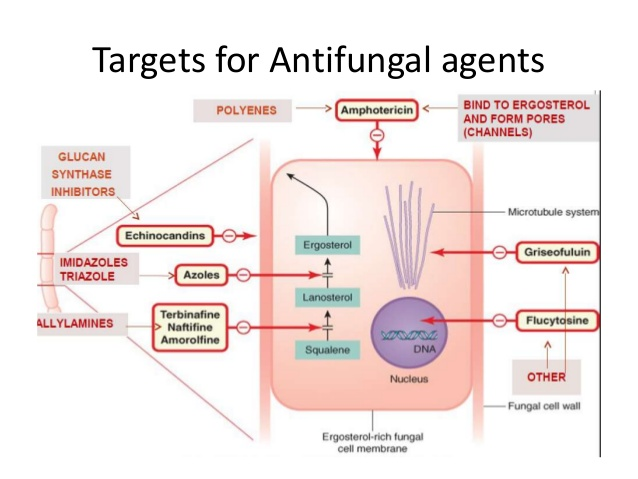 Targets for Antifungal agents
POLYENES
Amphotericin
BIND TO ERGOSTEROL
AND FORM PORES
(CHANNELS)
GLUCAN
SYNTHASE
INHIBITORS
Echinocandins
Ergosterol
Microtubule system
IMIDAZOLES
TRIAZOLE
Azoles
Griseofuluin
Lanosterol
ALLYLAMINES
Terbinafine
Naftifine
Amorolfine
Flucytosine
Squalene
DNA
Nucleus
OTHER
Fungal cell wall
Ergosterol-rich fungal
cell membrane